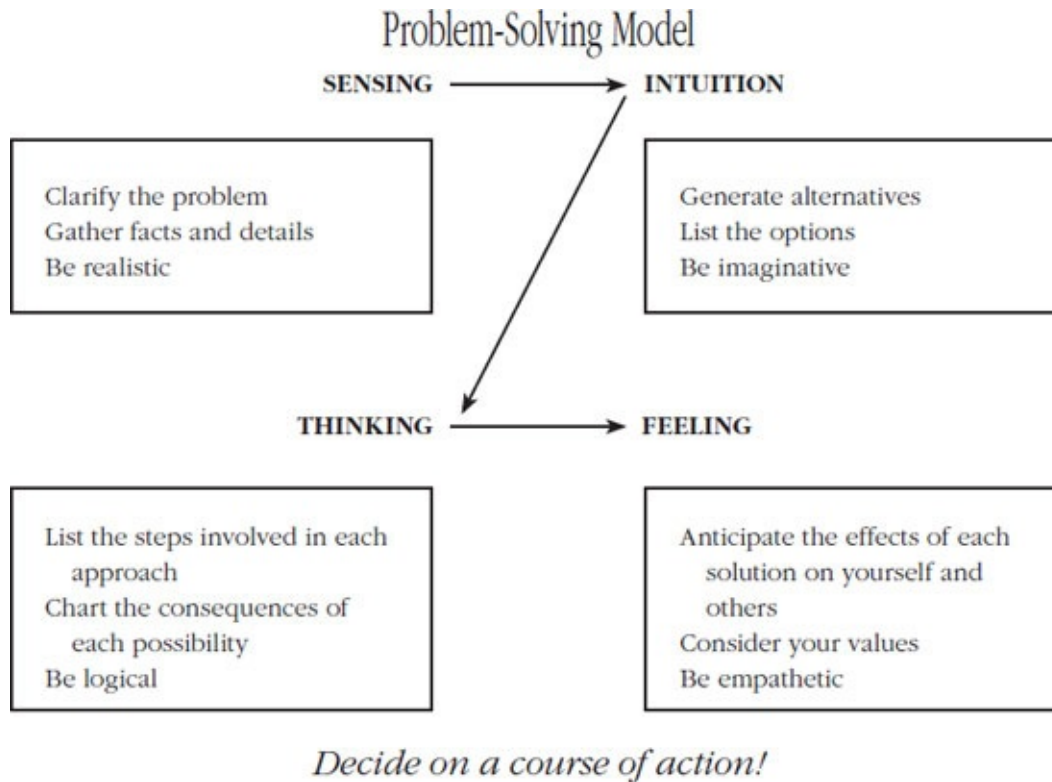 Problem-Solving Model
SENSING
INTUITION
Clarify the problem
Gather facts and details
Be realistic
Generate alternatives
List the options
Be imaginative
THINKING
FEELING
List the steps involved in each
approach
Chart the consequences of
each possibility
Be logical
Anticipate the effects of each
solution on yourself and
others
Consider your values
Be empathetic
Decide on a course of action!